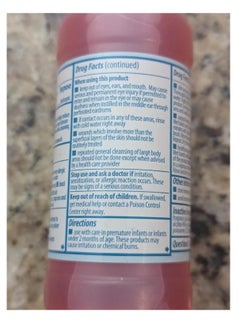 Drug Facts (continued)
When using this product
■ keep out of eyes, ears, and mouth. May cause
serious and permanent eye injury if permitted to
enter and remain in the eye or may cause
deafness when instilled in the middle ear through
perforated eardrums
■ if contact occurs in any of these areas, rinse
with cold water right away
■ wounds which involve more than the
superficial layers of the skin should not be
routinely treated
■ repeated general cleansing of large body
areas should not be done except when advised
by a health care provider
Stop use and ask a doctor if irritation,
sensitization, or allergic reaction occurs. These
may be signs of a serious condition.
Keep out of reach of children. If swallowed,
get medical help or contact a Poison Control
Center right away.
Directions
■ use with care in premature infants or infants
under 2 months of age. These products may
cause irritation or chemical burns.